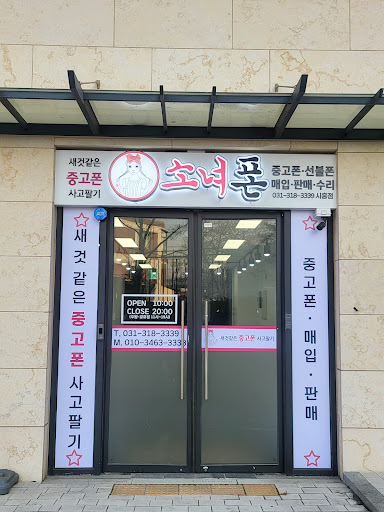 새것같은
중고폰
사고팔기
소녀폰
중고폰·선불폰
매입·판매·수리
031-318-3339 시흥점
새것같은 중고폰 사고팔기
OPEN 10:00
CLOSE 20:00
T. 031-318-3339
M. 010-3463-3333
새것같은 중고폰 사고팔기
중고폰·매입·판매